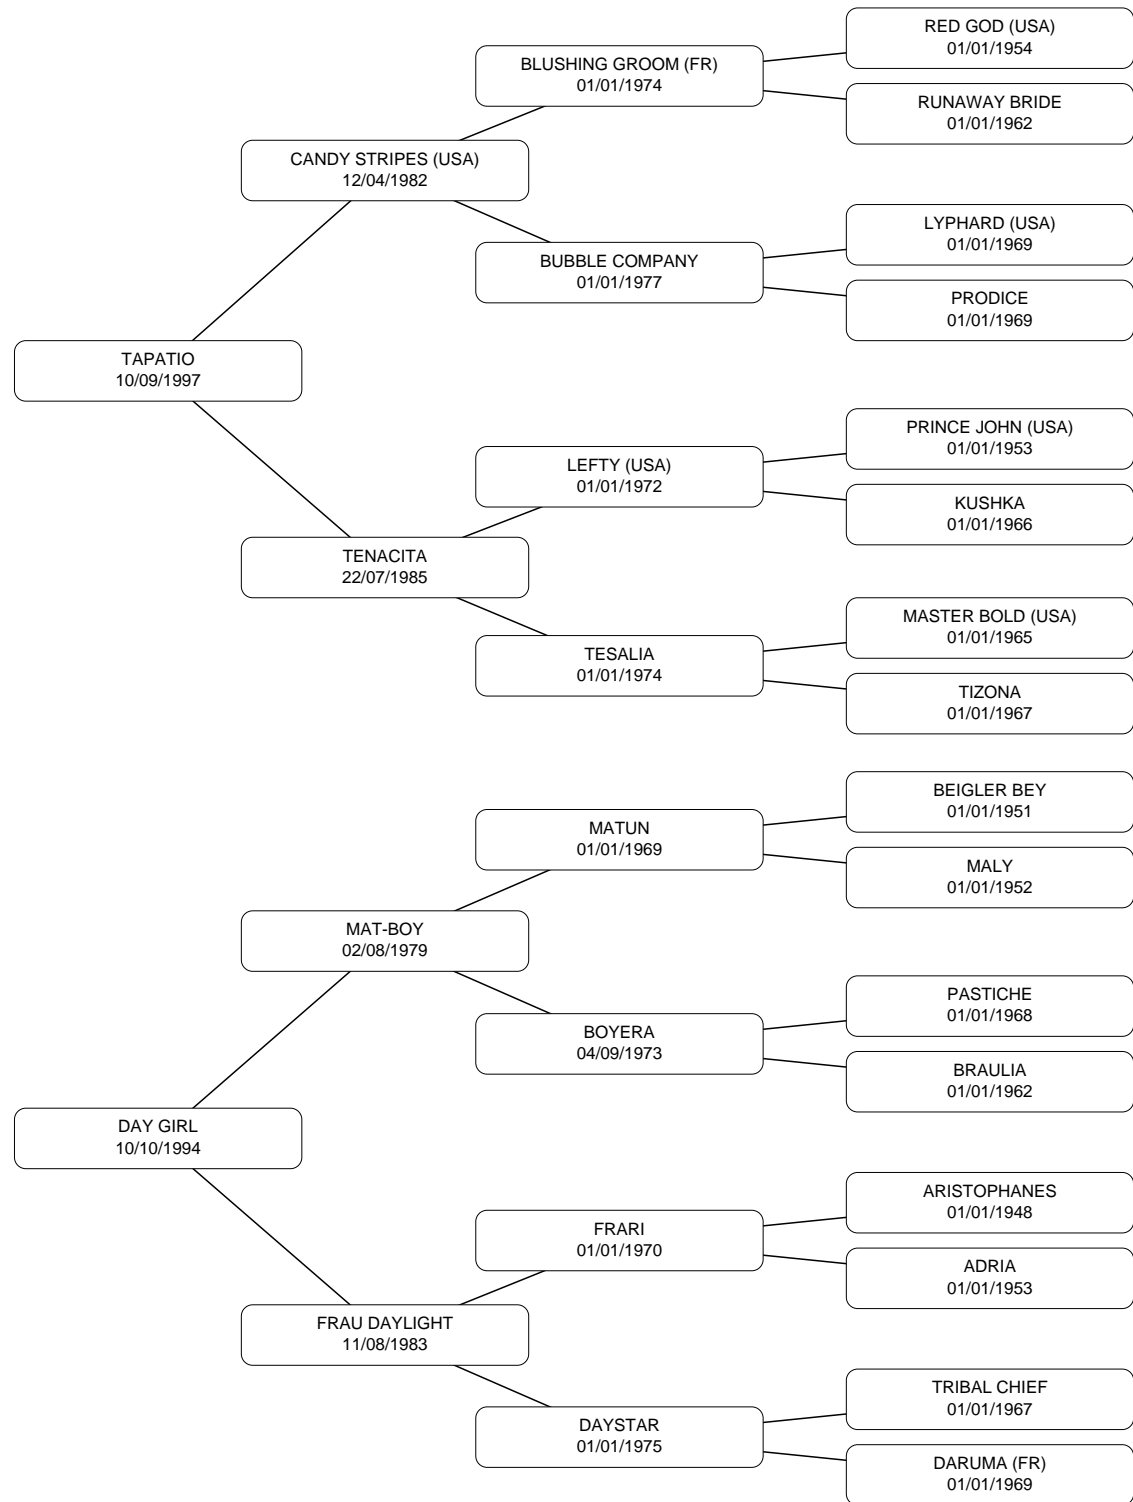 RED GOD (USA)
01/01/1954
BLUSHING GROOM (FR)
01/01/1974
RUNAWAY BRIDE
01/01/1962
CANDY STRIPES (USA)
12/04/1982
LYPHARD (USA)
01/01/1969
BUBBLE COMPANY
01/01/1977
PRODICE
01/01/1969
TAPATIO
10/09/1997
PRINCE JOHN (USA)
01/01/1953
LEFTY (USA)
01/01/1972
KUSHKA
01/01/1966
TENACITA
22/07/1985
MASTER BOLD (USA)
01/01/1965
TESALIA
01/01/1974
TIZONA
01/01/1967
BEIGLER BEY
01/01/1951
MATUN
01/01/1969
MALY
01/01/1952
MAT-BOY
02/08/1979
PASTICHE
01/01/1968
BOYERA
04/09/1973
BRAULIA
01/01/1962
DAY GIRL
10/10/1994
ARISTOPHANES
01/01/1948
FRARI
01/01/1970
ADRIA
01/01/1953
FRAU DAYLIGHT
11/08/1983
TRIBAL CHIEF
01/01/1967
DAYSTAR
01/01/1975
DARUMA (FR)
01/01/1969